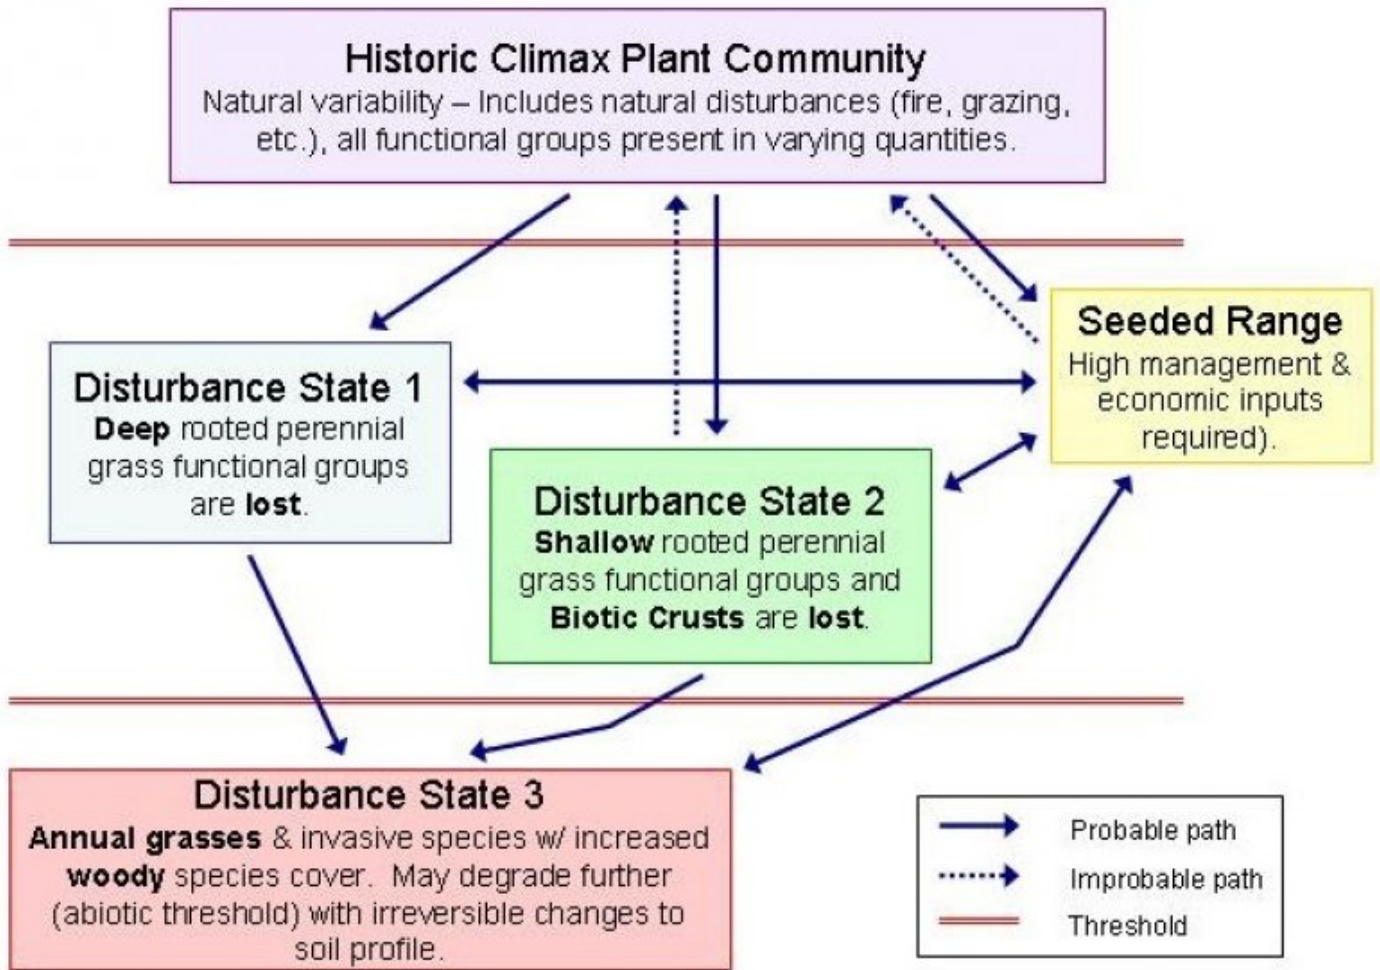 Historic Climax Plant Community
Natural variability – Includes natural disturbances (fire, grazing,
etc.), all functional groups present in varying quantities.
Seeded Range
High management &
economic inputs
required).
Disturbance State 1
Deep rooted perennial
grass functional groups
are lost.
Disturbance State 2
Shallow rooted perennial
grass functional groups and
Biotic Crusts are lost.
Disturbance State 3
Annual grasses & invasive species w/ increased
woody species cover.  May degrade further
(abiotic threshold) with irreversible changes to
soil profile.
Probable path
Improbable path
Threshold